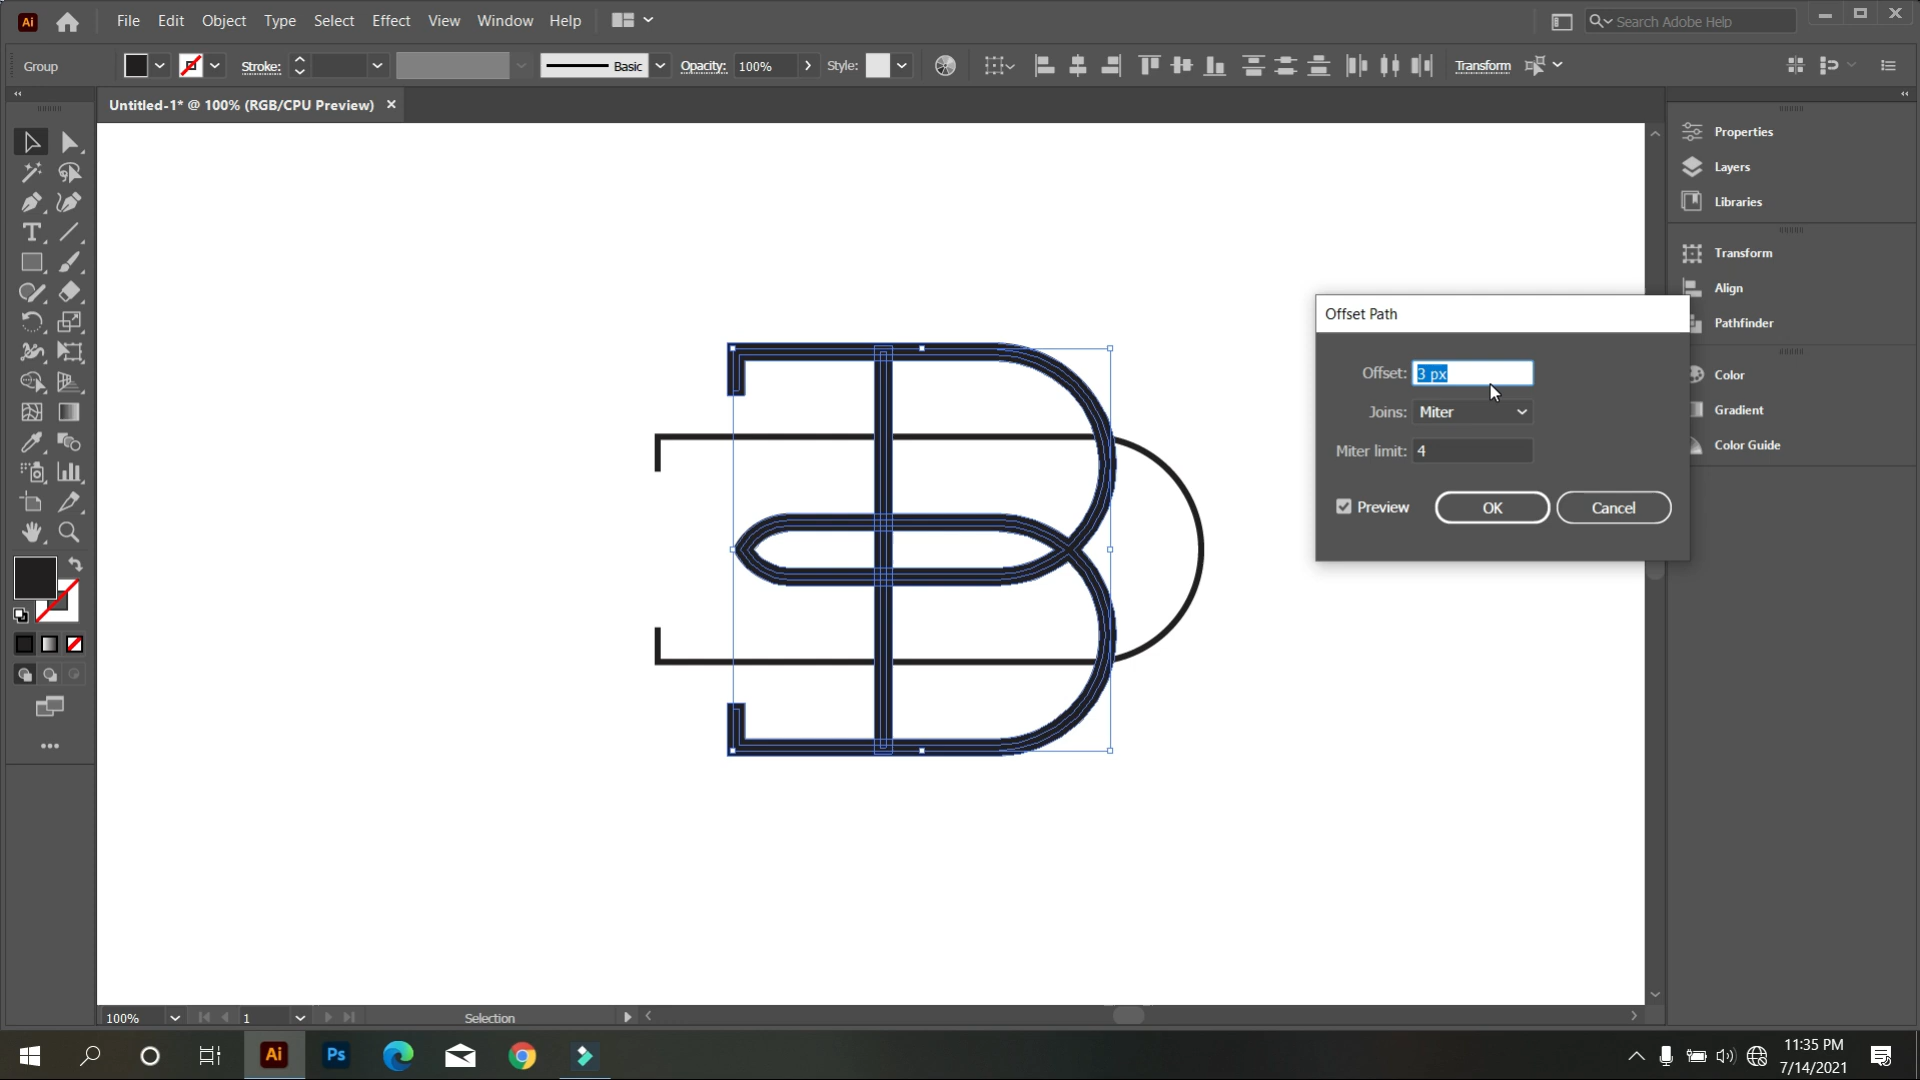 Ai File Edit Object Type Select Effect View Window Help Search Adobe Help
Group Stroke: Basic Opacity: 100% Style: Transform
Untitled-1* @ 100% (RGB/CPU Preview)
Properties
Layers
Libraries
Transform
Align
Pathfinder
Color
Gradient
Color Guide
Offset Path
Offset: 3 px
Joins: Miter
Miter limit: 4
Preview OK Cancel
100% 1 Selection
Ai Ps 11:35 PM
7/14/2021